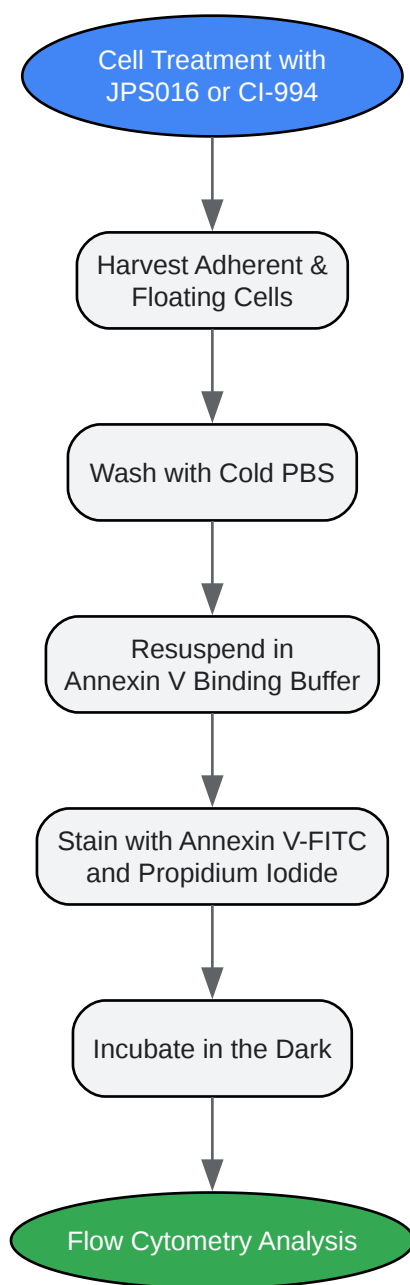 Cell Treatment with
JPS016 or CI-994
Harvest Adherent &
Floating Cells
Wash with Cold PBS
Resuspend in
Annexin V Binding Buffer
Stain with Annexin V-FITC
and Propidium Iodide
Incubate in the Dark
Flow Cytometry Analysis